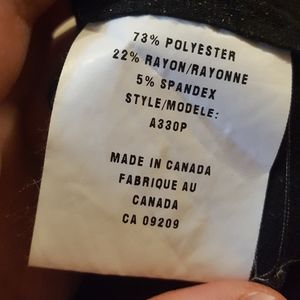 73% POLYESTER
22% RAYON/RAYONNE
5% SPANDEX
STYLE/MODELE:
A330P
MADE IN CANADA
FABRIQUE AU
CANADA
CA 09209